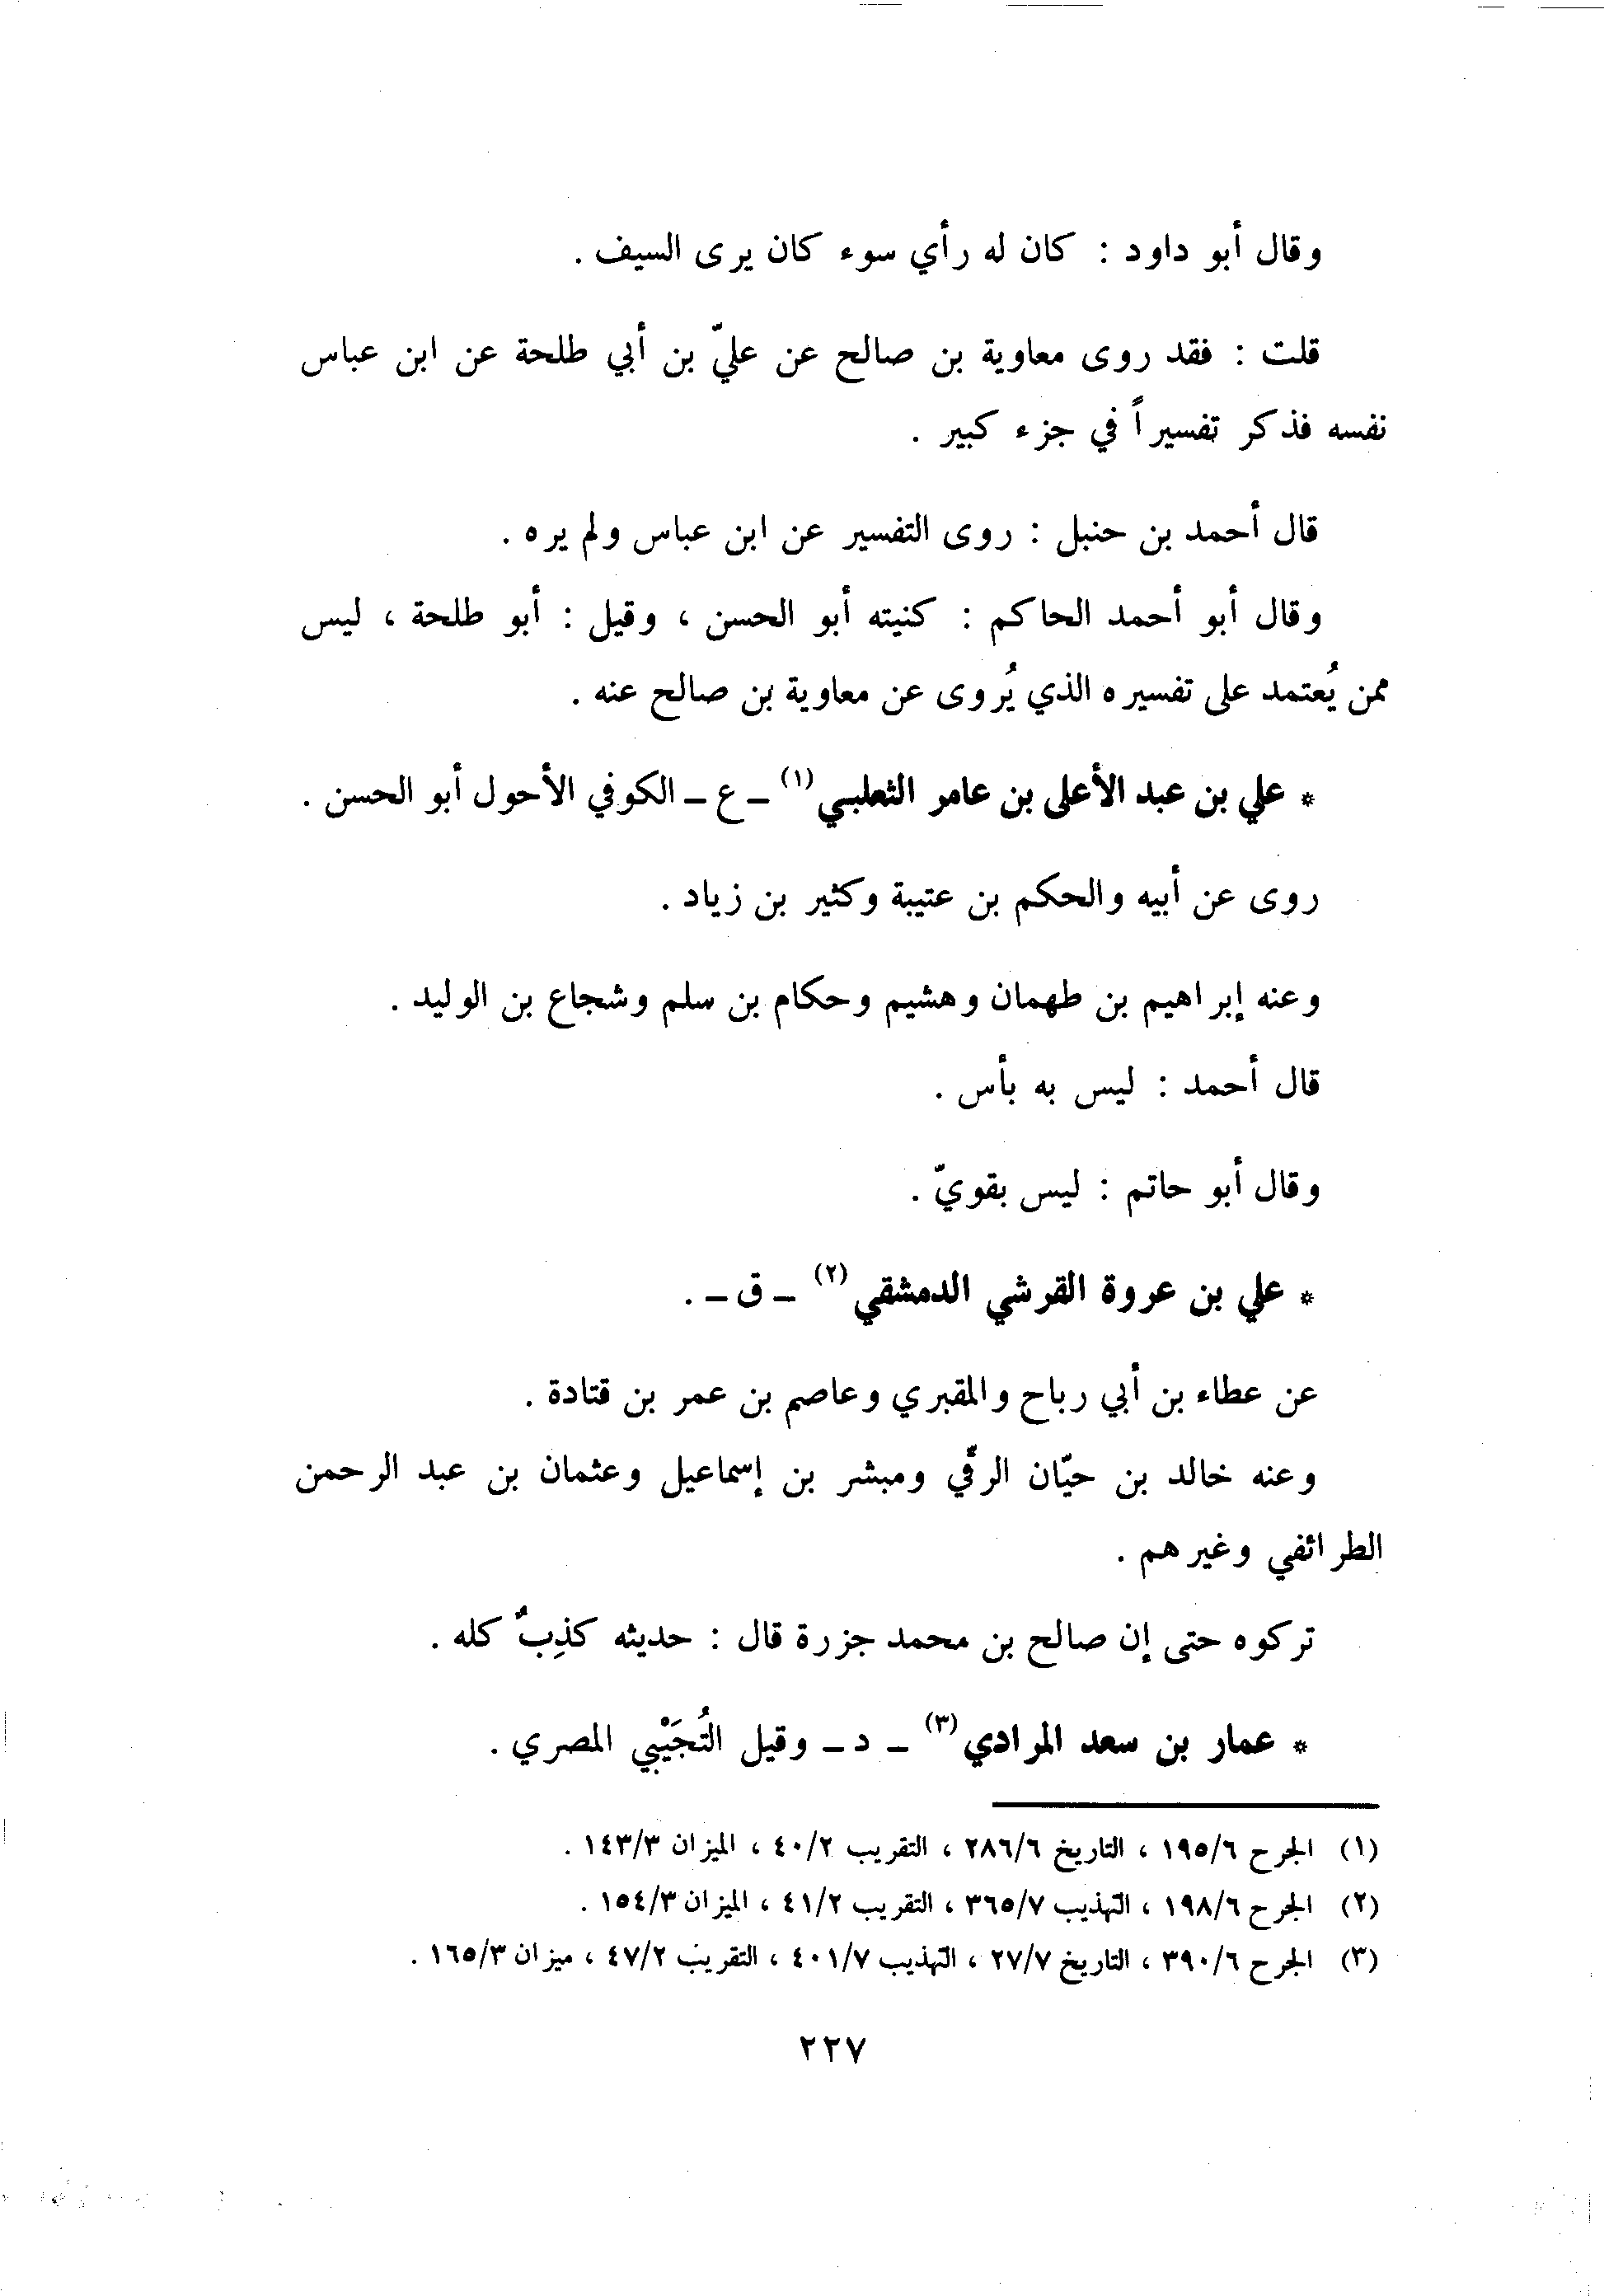 وقال أبو داود : كان له رأي سوء كان يرى السيف .
قلت : فقد روى معاوية بن صالح عن عليّ بن أبي طلحة عن ابن عباس
نفسه فذكر تفسيراً في جزء كبير .
قال أحمد بن حنبل : روى التفسير عن ابن عباس ولم يره .
وقال أبو أحمد الحاكم : كنيته أبو الحسن ، وقيل : أبو طلحة ، ليس
ممن يُعتمد على تفسيره الذي يُروى عن معاوية بن صالح عنه .
* علي بن عبد الأعلى بن عامر الثعلبي (١) ـ ع ـ الكوفي الأحول أبو الحسن .
روى عن أبيه والحكم بن عتيبة وكثير بن زياد .
وعنه إبراهيم بن طهمان وهشيم وحكام بن سلم وشجاع بن الوليد .
قال أحمد : ليس به بأس .
وقال أبو حاتم : ليس بقويّ .
* علي بن عروة القرشي الدمشقي (٢) ـ ق ـ .
عن عطاء بن أبي رباح والمقبري وعاصم بن عمر بن قتادة .
وعنه خالد بن حيّان الرقّي ومبشر بن إسماعيل وعثمان بن عبد الرحمن
الطرائفي وغيرهم .
تركوه حتى إن صالح بن محمد جزرة قال : حديثه كذِبٌ كله .
* عمار بن سعد المرادي (٣) ـ د ـ وقيل التُجَيْبي المصري .
(١) الجرح ١٩٥/٦ ، التاريخ ٢٨٦/٦ ، التقريب ٤٠/٢ ، الميزان ١٤٣/٣ .
(٢) الجرح ١٩٨/٦ ، التهذيب ٣٦٥/٧ ، التقريب ٤١/٢ ، الميزان ١٥٤/٣ .
(٣) الجرح ٣٩٠/٦ ، التاريخ ٢٧/٧ ، التهذيب ٤٠١/٧ ، التقريب ٤٧/٢ ، ميزان ١٦٥/٣ .
٢٢٧